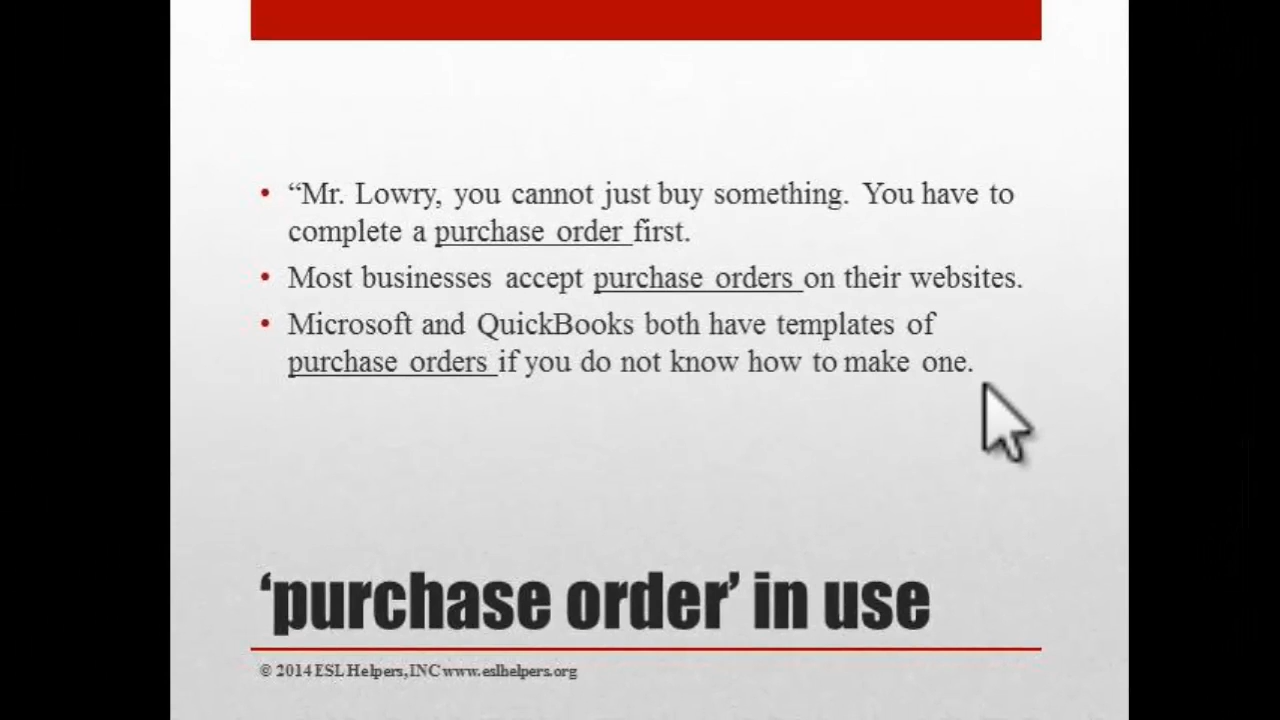 “Mr. Lowry, you cannot just buy something. You have to
complete a purchase order first.
Most businesses accept purchase orders on their websites.
Microsoft and QuickBooks both have templates of
purchase orders if you do not know how to make one.
‘purchase order’ in use
© 2014 ESL Helpers, INC www.eslhelpers.org